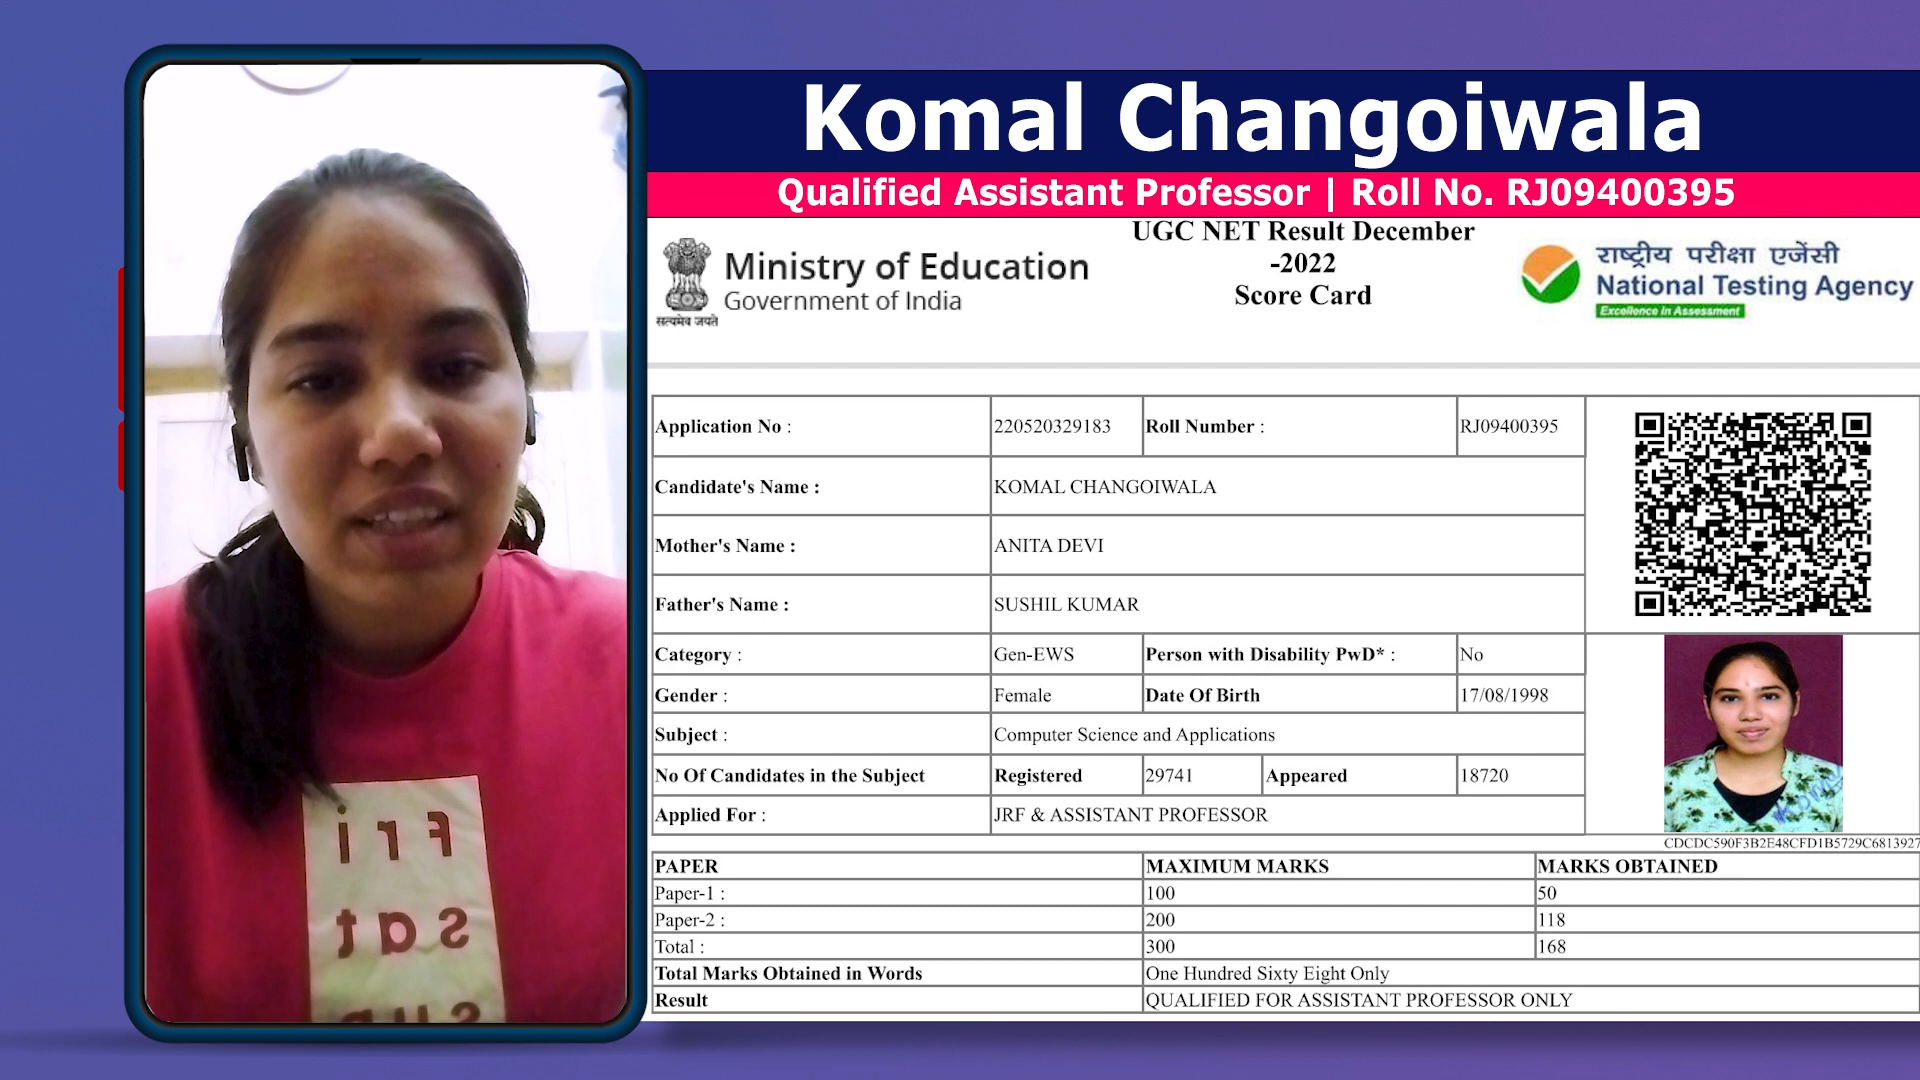 Komal Changoiwala
Qualified Assistant Professor | Roll No. RJ09400395
सत्यमेव जयते
Ministry of Education
Government of India
UGC NET Result December
-2022
Score Card
राष्ट्रीय परीक्षा एजेंसी
National Testing Agency
Excellence in Assessment
Application No : 220520329183 Roll Number : RJ09400395
Candidate's Name : KOMAL CHANGOIWALA
Mother's Name : ANITA DEVI
Father's Name : SUSHIL KUMAR
Category : Gen-EWS Person with Disability PwD* : No
Gender : Female Date Of Birth 17/08/1998
Subject : Computer Science and Applications
No Of Candidates in the Subject Registered 29741 Appeared 18720
Applied For : JRF & ASSISTANT PROFESSOR
CDCDC590F3B2E48CFD1B5729C6813927
PAPER MAXIMUM MARKS MARKS OBTAINED
Paper-1 : 100 50
Paper-2 : 200 118
Total : 300 168
Total Marks Obtained in Words One Hundred Sixty Eight Only
Result QUALIFIED FOR ASSISTANT PROFESSOR ONLY
fri
sat
sun